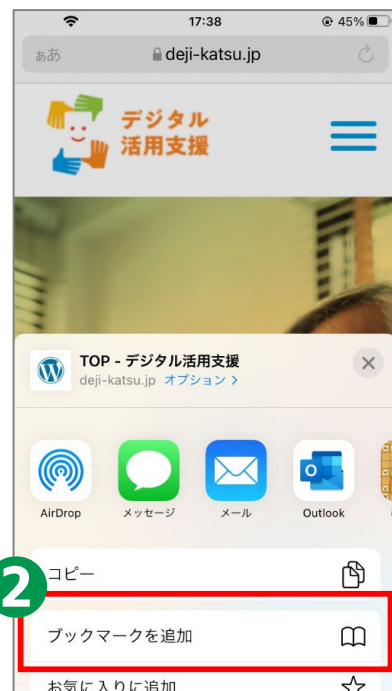 17:38
45%
ぁあ
deji-katsu.jp
デジタル
活用支援
TOP - デジタル活用支援
deji-katsu.jp オプション >
AirDrop
メッセージ
メール
Outlook
コピー
2
ブックマークを追加
お気に入りに追加